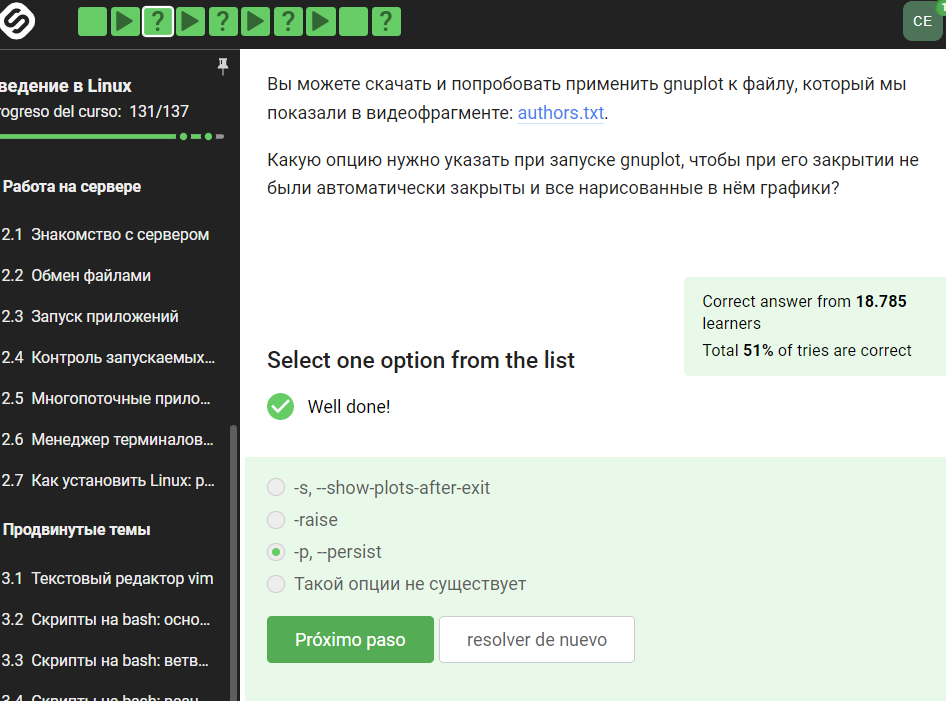 ? ? ? ?
CE
ведение в Linux
rogreso del curso: 131/137
Работа на сервере
2.1 Знакомство с сервером
2.2 Обмен файлами
2.3 Запуск приложений
2.4 Контроль запускаемых...
2.5 Многопоточные прило...
2.6 Менеджер терминалов...
2.7 Как установить Linux: р...
Продвинутые темы
3.1 Текстовый редактор vim
3.2 Скрипты на bash: осно...
3.3 Скрипты на bash: ветв...
3.4 Скрипты на bash: разн...
Вы можете скачать и попробовать применить gnuplot к файлу, который мы
показали в видеофрагменте: authors.txt.
Какую опцию нужно указать при запуске gnuplot, чтобы при его закрытии не
были автоматически закрыты и все нарисованные в нём графики?
Correct answer from 18.785
learners
Total 51% of tries are correct
Select one option from the list
Well done!
-s, --show-plots-after-exit
-raise
-p, --persist
Такой опции не существует
Próximo paso
resolver de nuevo